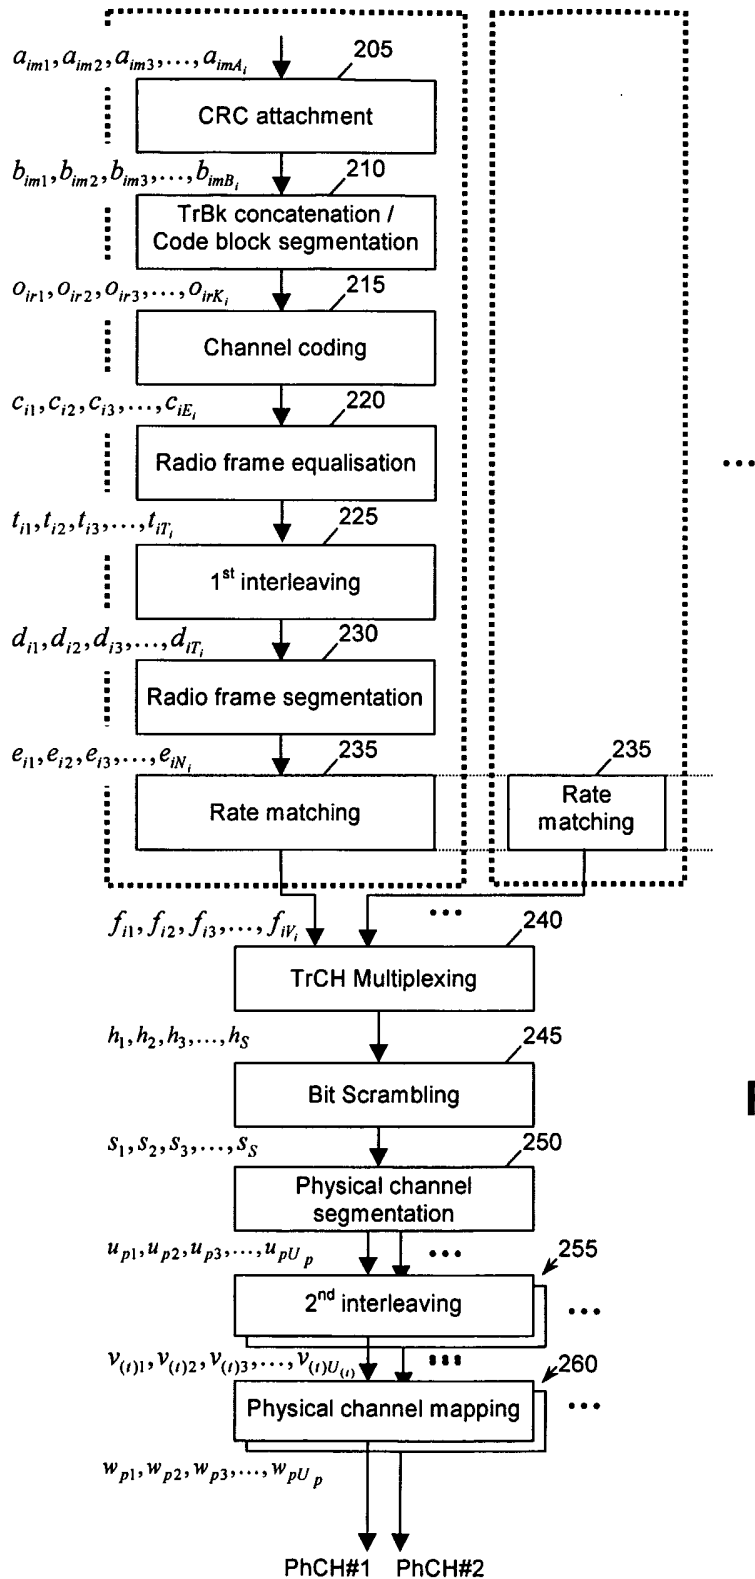 a_{im1}, a_{im2}, a_{im3}, ..., a_{imA_i}
205
CRC attachment
b_{im1}, b_{im2}, b_{im3}, ..., b_{imB_i}
210
TrBk concatenation /
Code block segmentation
o_{ir1}, o_{ir2}, o_{ir3}, ..., o_{irK_i}
215
Channel coding
c_{i1}, c_{i2}, c_{i3}, ..., c_{iE_i}
220
Radio frame equalisation
...
t_{i1}, t_{i2}, t_{i3}, ..., t_{iT_i}
225
1^{st} interleaving
d_{i1}, d_{i2}, d_{i3}, ..., d_{iT_i}
230
Radio frame segmentation
e_{i1}, e_{i2}, e_{i3}, ..., e_{iN_i}
235
Rate matching
235
Rate
matching
...
f_{i1}, f_{i2}, f_{i3}, ..., f_{iV_i}
240
TrCH Multiplexing
h_1, h_2, h_3, ..., h_S
245
Bit Scrambling
s_1, s_2, s_3, ..., s_S
250
Physical channel
segmentation
u_{p1}, u_{p2}, u_{p3}, ..., u_{pU_p}
...
255
2^{nd} interleaving
...
v_{(t)1}, v_{(t)2}, v_{(t)3}, ..., v_{(t)U_{(t)}}
...
260
Physical channel mapping
...
w_{p1}, w_{p2}, w_{p3}, ..., w_{pU_p}
PhCH#1 PhCH#2